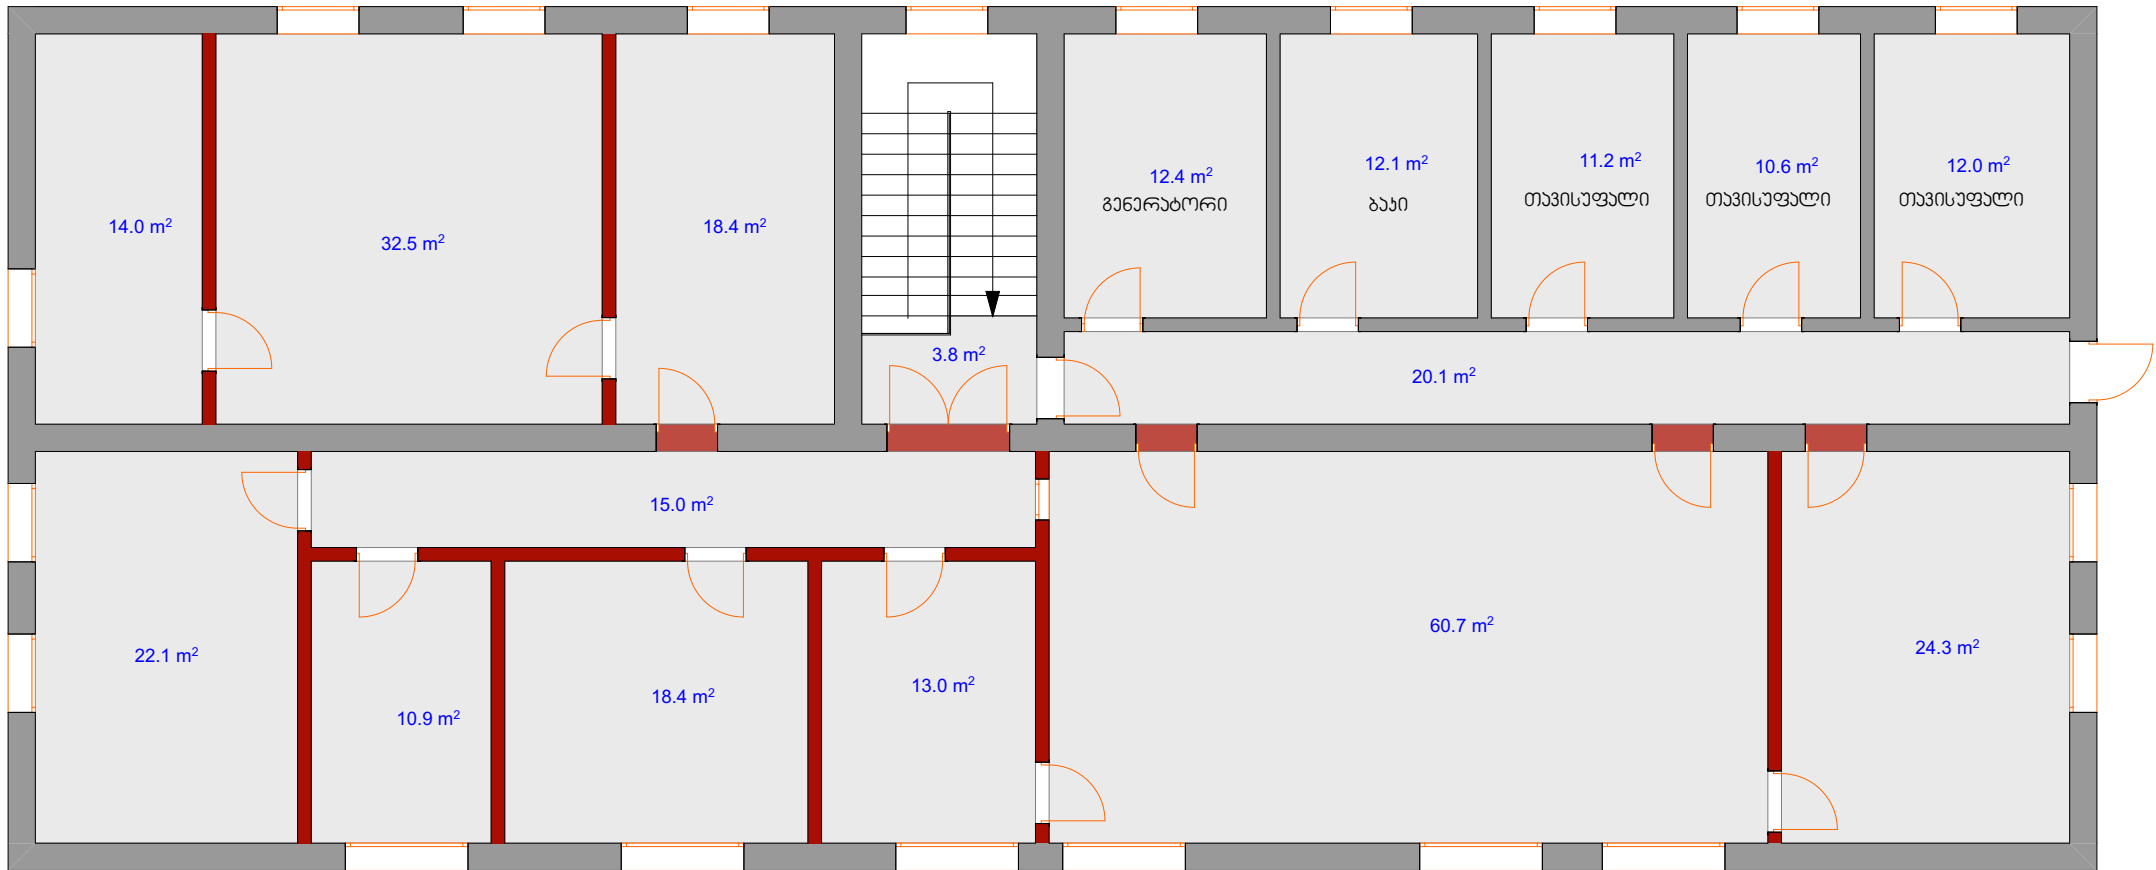 14.0 m²
32.5 m²
18.4 m²
3.8 m²
12.4 m²
გენერატორი
12.1 m²
ბაჟი
11.2 m²
თავისუფალი
10.6 m²
თავისუფალი
12.0 m²
თავისუფალი
20.1 m²
22.1 m²
15.0 m²
10.9 m²
18.4 m²
13.0 m²
60.7 m²
24.3 m²